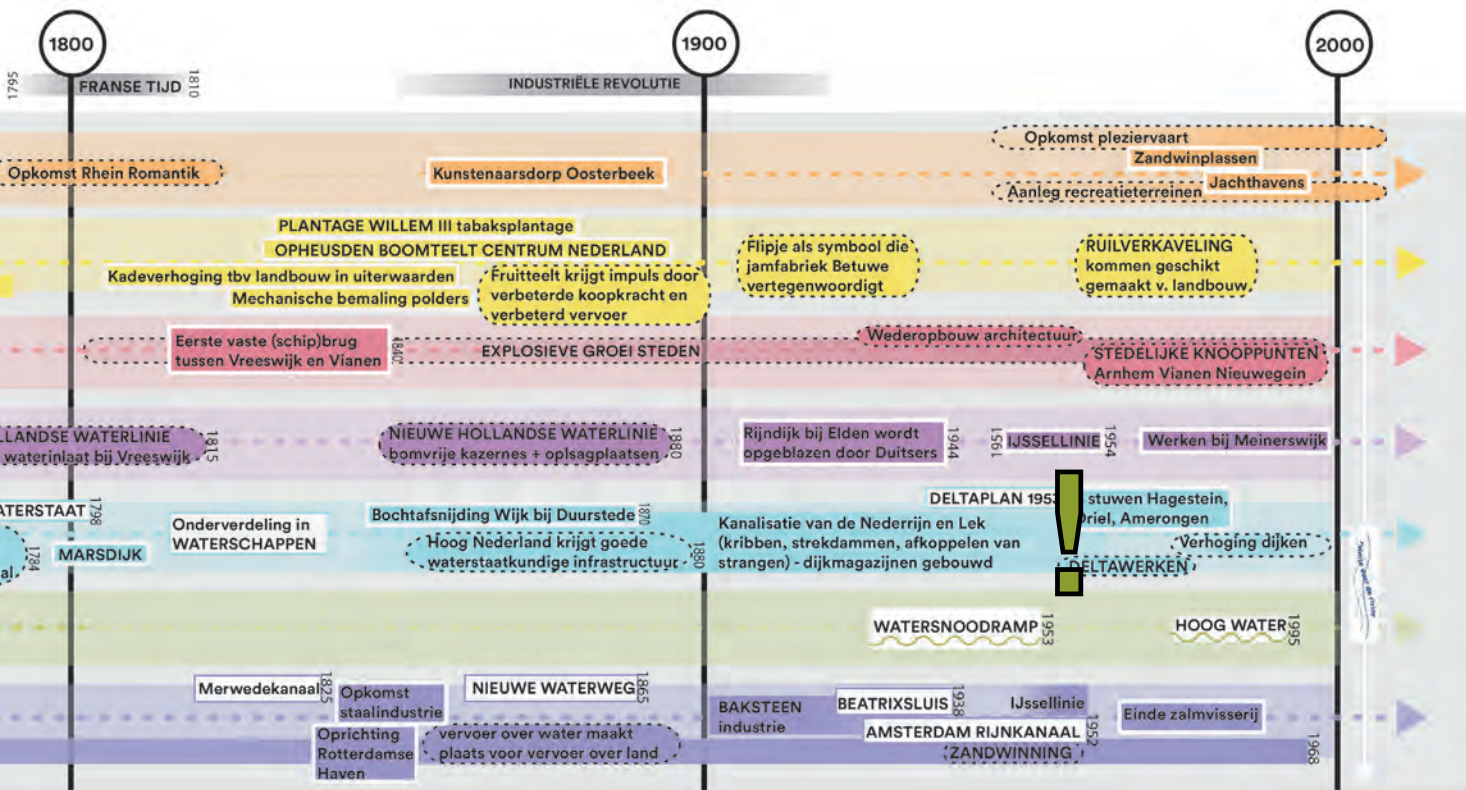 1800
1900
2000
1795
FRANSE TIJD
1810
INDUSTRIËLE REVOLUTIE
Opkomst Rhein Romantik
Kunstenaarsdorp Oosterbeek
Opkomst pleziervaart
Zandwinplassen
Jachthavens
Aanleg recreatieterreinen
PLANTAGE WILLEM III tabaksplantage
OPHEUSDEN BOOMTEELT CENTRUM NEDERLAND
Kadeverhoging tbv landbouw in uiterwaarden
Mechanische bemaling polders
Fruitteelt krijgt impuls door
verbeterde koopkracht en
verbeterd vervoer
Flipje als symbool die
jamfabriek Betuwe
vertegenwoordigt
RUILVERKAVELING
kommen geschikt
gemaakt v. landbouw
Eerste vaste (schip)brug
tussen Vreeswijk en Vianen
1840
EXPLOSIEVE GROEI STEDEN
Wederopbouw architectuur
STEDELIJKE KNOOPPUNTEN
Arnhem Vianen Nieuwegein
LLANDSE WATERLINIE
waterinlaat bij Vreeswijk
1815
NIEUWE HOLLANDSE WATERLINIE
bomvrije kazernes + oplsagplaatsen
1880
Rijndijk bij Elden wordt
opgeblazen door Duitsers
1944
1951
IJSSELLINIE
1954
Werken bij Meinerswijk
ATERSTAAT
1798
al
1784
MARSDIJK
Onderverdeling in
WATERSCHAPPEN
Bochtafsnijding Wijk bij Duurstede
1870
Hoog Nederland krijgt goede
waterstaatkundige infrastructuur
1880
Kanalisatie van de Nederrijn en Lek
(kribben, strekdammen, afkoppelen van
strangen) - dijkmagazijnen gebouwd
DELTAPLAN 1953
!
stuwen Hagestein,
Driel, Amerongen
Verhoging dijken
DELTAWERKEN
WATERSNOODRAMP
1953
HOOG WATER
1995
Merwedekanaal
1825
Opkomst
staalindustrie
Oprichting
Rotterdamse
Haven
NIEUWE WATERWEG
1865
vervoer over water maakt
plaats voor vervoer over land
BAKSTEEN
industrie
BEATRIXSLUIS
1938
IJssellinie
AMSTERDAM RIJNKANAAL
1952
ZANDWINNING
Einde zalmvisserij
1968